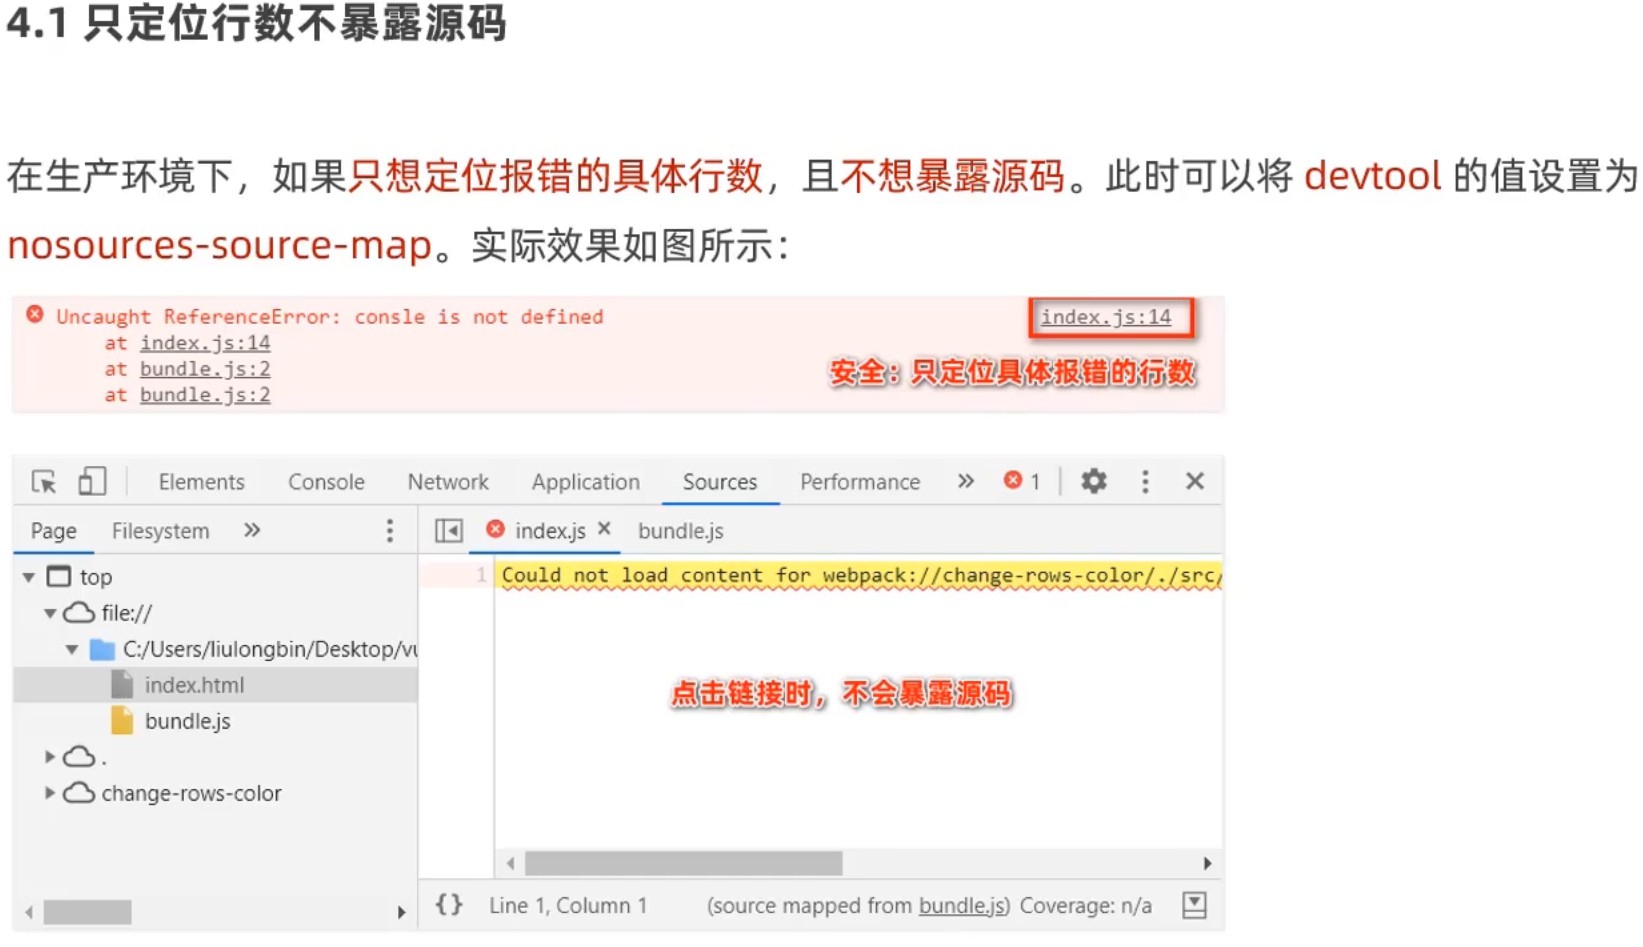 4.1 只定位行数不暴露源码
在生产环境下，如果只想定位报错的具体行数，且不想暴露源码。此时可以将 devtool 的值设置为
nosources-source-map。实际效果如图所示：
Uncaught ReferenceError: consle is not defined
index.js:14
at index.js:14
at bundle.js:2
at bundle.js:2
安全：只定位具体报错的行数
Elements Console Network Application Sources Performance » 1
Page Filesystem »
index.js × bundle.js
top
file://
C:/Users/liulongbin/Desktop/vu
index.html
bundle.js
.
change-rows-color
1 Could not load content for webpack://change-rows-color/./src/
点击链接时，不会暴露源码
{} Line 1, Column 1 (source mapped from bundle.js) Coverage: n/a